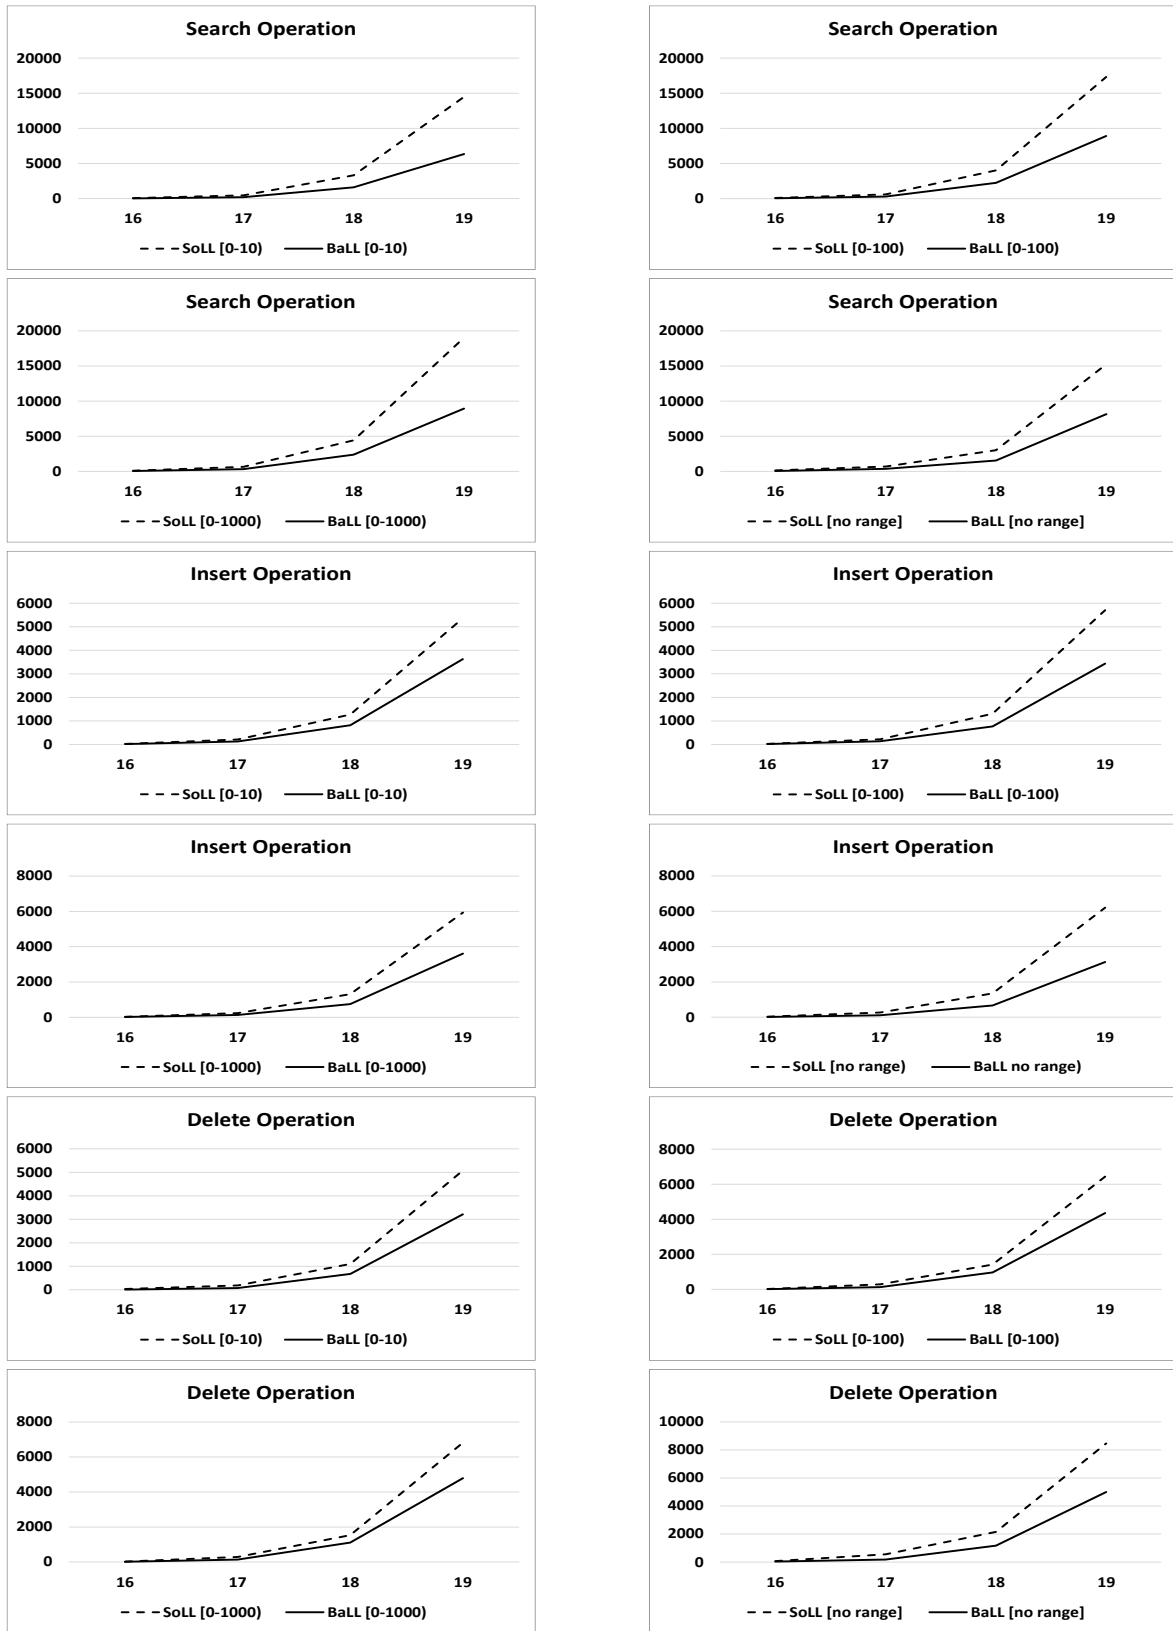 Search Operation
20000
15000
10000
5000
0
16 17 18 19
SoLL [0-10) BaLL [0-10)
Search Operation
20000
15000
10000
5000
0
16 17 18 19
SoLL [0-100) BaLL [0-100)
Search Operation
20000
15000
10000
5000
0
16 17 18 19
SoLL [0-1000) BaLL [0-1000)
Search Operation
20000
15000
10000
5000
0
16 17 18 19
SoLL [no range] BaLL [no range]
Insert Operation
6000
5000
4000
3000
2000
1000
0
16 17 18 19
SoLL [0-10) BaLL [0-10)
Insert Operation
6000
5000
4000
3000
2000
1000
0
16 17 18 19
SoLL [0-100) BaLL [0-100)
Insert Operation
8000
6000
4000
2000
0
16 17 18 19
SoLL [0-1000) BaLL [0-1000)
Insert Operation
8000
6000
4000
2000
0
16 17 18 19
SoLL [no range) BaLL no range)
Delete Operation
6000
5000
4000
3000
2000
1000
0
16 17 18 19
SoLL [0-10) BaLL [0-10)
Delete Operation
8000
6000
4000
2000
0
16 17 18 19
SoLL [0-100) BaLL [0-100)
Delete Operation
8000
6000
4000
2000
0
16 17 18 19
SoLL [0-1000) BaLL [0-1000)
Delete Operation
10000
8000
6000
4000
2000
0
16 17 18 19
SoLL [no range] BaLL [no range]